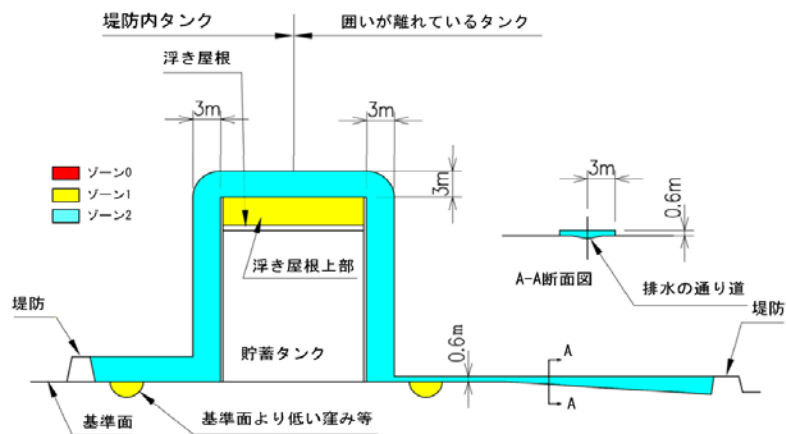 堤防内タンク
囲いが離れているタンク
浮き屋根
3m
3m
3m
ゾーン0
ゾーン1
ゾーン2
3m
0.6m
浮き屋根上部
A-A断面図
排水の通り道
堤防
堤防
貯蓄タンク
0.6m
A
A
基準面
基準面より低い窪み等